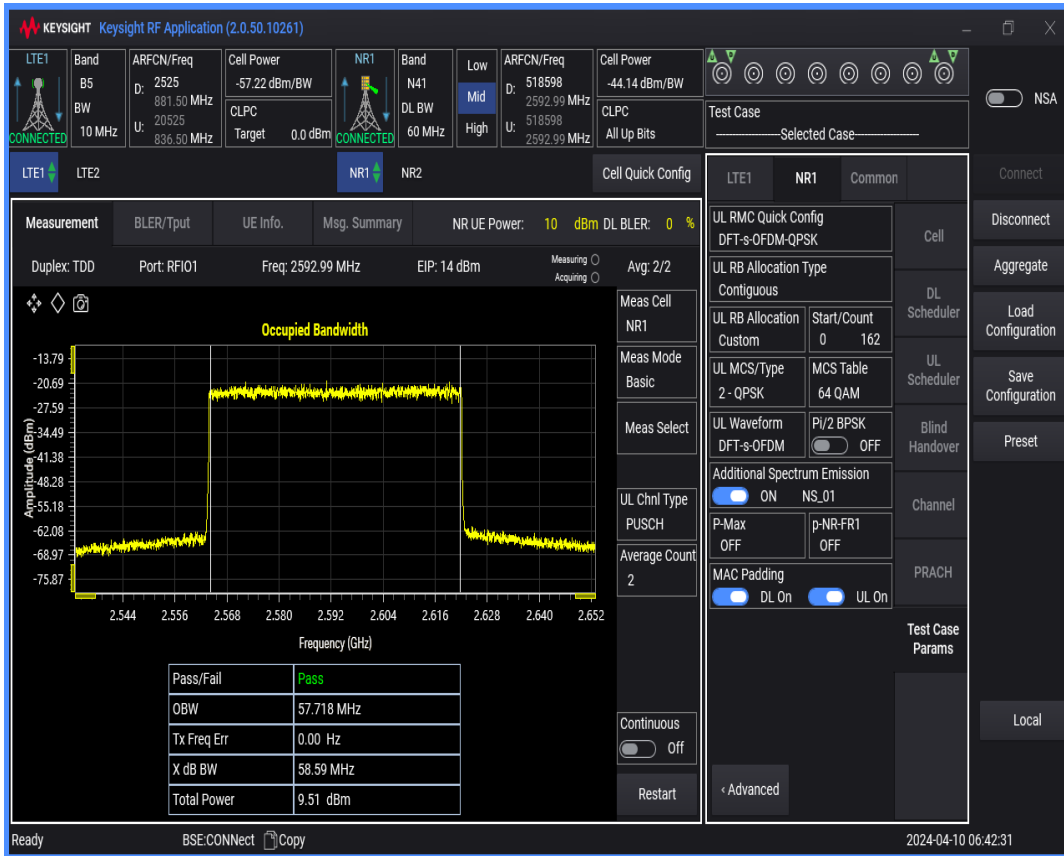 KEYSIGHT Keysight RF Application (2.0.50.10261)
LTE1
CONNECTED
Band
B5
BW
10 MHz
ARFCN/Freq
D: 2525
881.50 MHz
U: 20525
836.50 MHz
Cell Power
-57.22 dBm/BW
CLPC
Target 0.0 dBm
NR1
CONNECTED
Band
N41
DL BW
60 MHz
Low
Mid
High
ARFCN/Freq
D: 518598
2592.99 MHz
U: 518598
2592.99 MHz
Cell Power
-44.14 dBm/BW
CLPC
All Up Bits
Test Case
----------------------Selected Case-------------------
NSA
LTE1 LTE2 NR1 NR2 Cell Quick Config
LTE1 NR1 Common
Connect
Disconnect
Aggregate
Load
Configuration
Save
Configuration
Preset
Local
Measurement BLER/Tput UE Info. Msg. Summary NR UE Power: 10 dBm DL BLER: 0 %
Duplex: TDD Port: RFIO1 Freq: 2592.99 MHz EIP: 14 dBm Measuring Acquiring Avg: 2/2
Occupied Bandwidth
Amplitude (dBm)
-13.79
-20.69
-27.59
-34.49
-41.38
-48.28
-55.18
-62.08
-68.97
-75.87
2.544 2.556 2.568 2.580 2.592 2.604 2.616 2.628 2.640 2.652
Frequency (GHz)
Pass/Fail Pass
OBW 57.718 MHz
Tx Freq Err 0.00 Hz
X dB BW 58.59 MHz
Total Power 9.51 dBm
Meas Cell
NR1
Meas Mode
Basic
Meas Select
UL Chnl Type
PUSCH
Average Count
2
Continuous
Off
Restart
UL RMC Quick Config
DFT-s-OFDM-QPSK
UL RB Allocation Type
Contiguous
UL RB Allocation
Custom
Start/Count
0 162
UL MCS/Type
2 - QPSK
MCS Table
64 QAM
UL Waveform
DFT-s-OFDM
Pi/2 BPSK
OFF
Additional Spectrum Emission
ON NS_01
P-Max
OFF
p-NR-FR1
OFF
MAC Padding
DL On UL On
‹ Advanced
Cell
DL
Scheduler
UL
Scheduler
Blind
Handover
Channel
PRACH
Test Case
Params
Ready BSE:CONNect Copy 2024-04-10 06:42:31